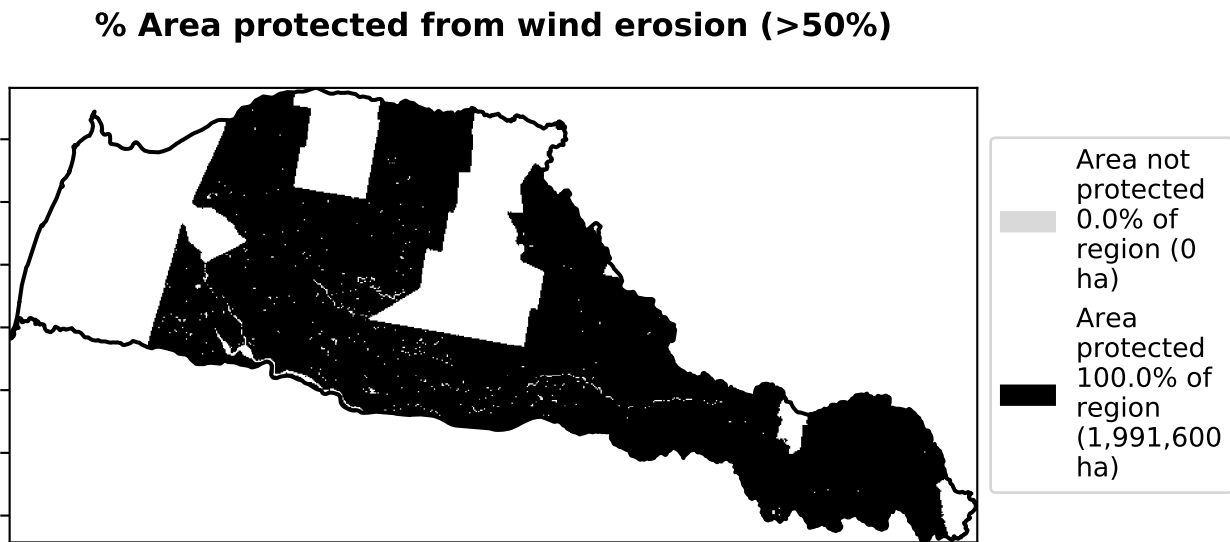 % Area protected from wind erosion (>50%)
Area not
protected
0.0% of
region (0
ha)
Area
protected
100.0% of
region
(1,991,600
ha)